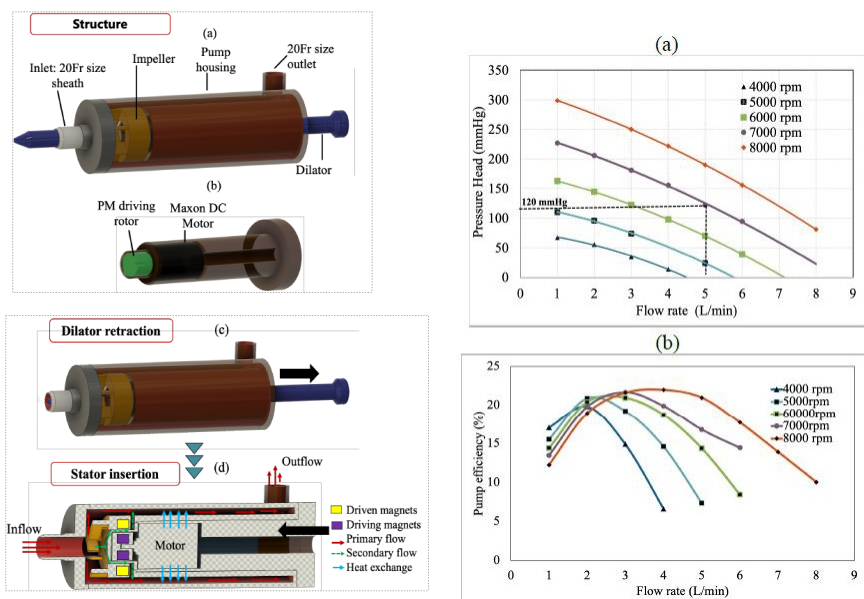 Structure
(a)
Inlet: 20Fr size
sheath
Impeller
Pump
housing
20Fr size
outlet
Dilator
(b)
PM driving
rotor
Maxon DC
Motor
Dilator retraction
(c)
Stator insertion
(d)
Outflow
Inflow
Motor
Driven magnets
Driving magnets
Primary flow
Secondary flow
Heat exchange
(a)
Pressure Head (mmHg)
350
300
250
200
150
100
50
0
120 mmHg
4000 rpm
5000 rpm
6000 rpm
7000 rpm
8000 rpm
0 1 2 3 4 5 6 7 8 9
Flow rate (L/min)
(b)
Pump efficiency (%)
25
20
15
10
5
0
4000 rpm
5000rpm
60000rpm
7000rpm
8000 rpm
0 1 2 3 4 5 6 7 8 9
Flow rate (L/min)